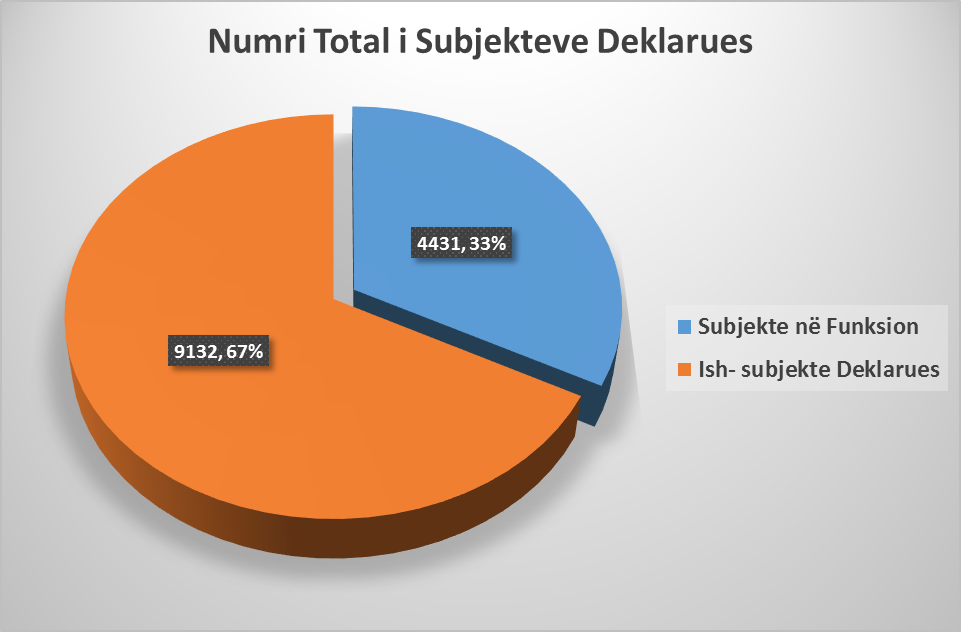 Numri Total i Subjekteve Deklarues
4431, 33%
9132, 67%
Subjekte në Funksion
Ish- subjekte Deklarues